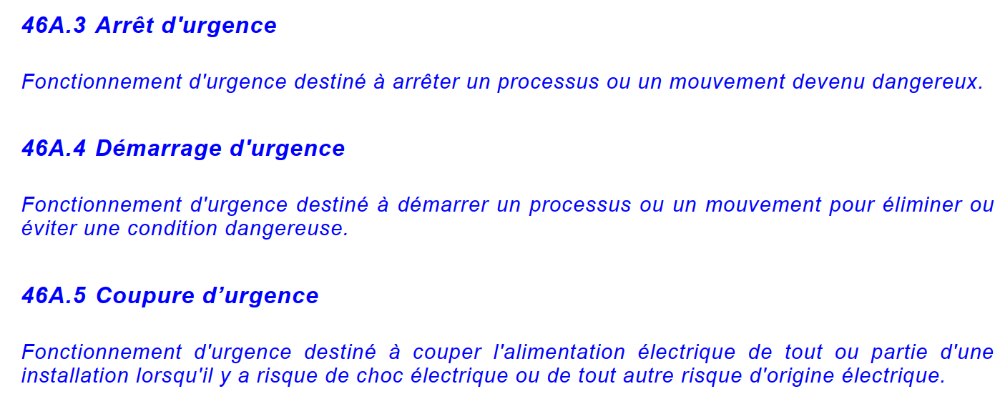 46A.3 Arrêt d'urgence
Fonctionnement d'urgence destiné à arrêter un processus ou un mouvement devenu dangereux.
46A.4 Démarrage d'urgence
Fonctionnement d'urgence destiné à démarrer un processus ou un mouvement pour éliminer ou
éviter une condition dangereuse.
46A.5 Coupure d’urgence
Fonctionnement d'urgence destiné à couper l'alimentation électrique de tout ou partie d'une
installation lorsqu'il y a risque de choc électrique ou de tout autre risque d'origine électrique.